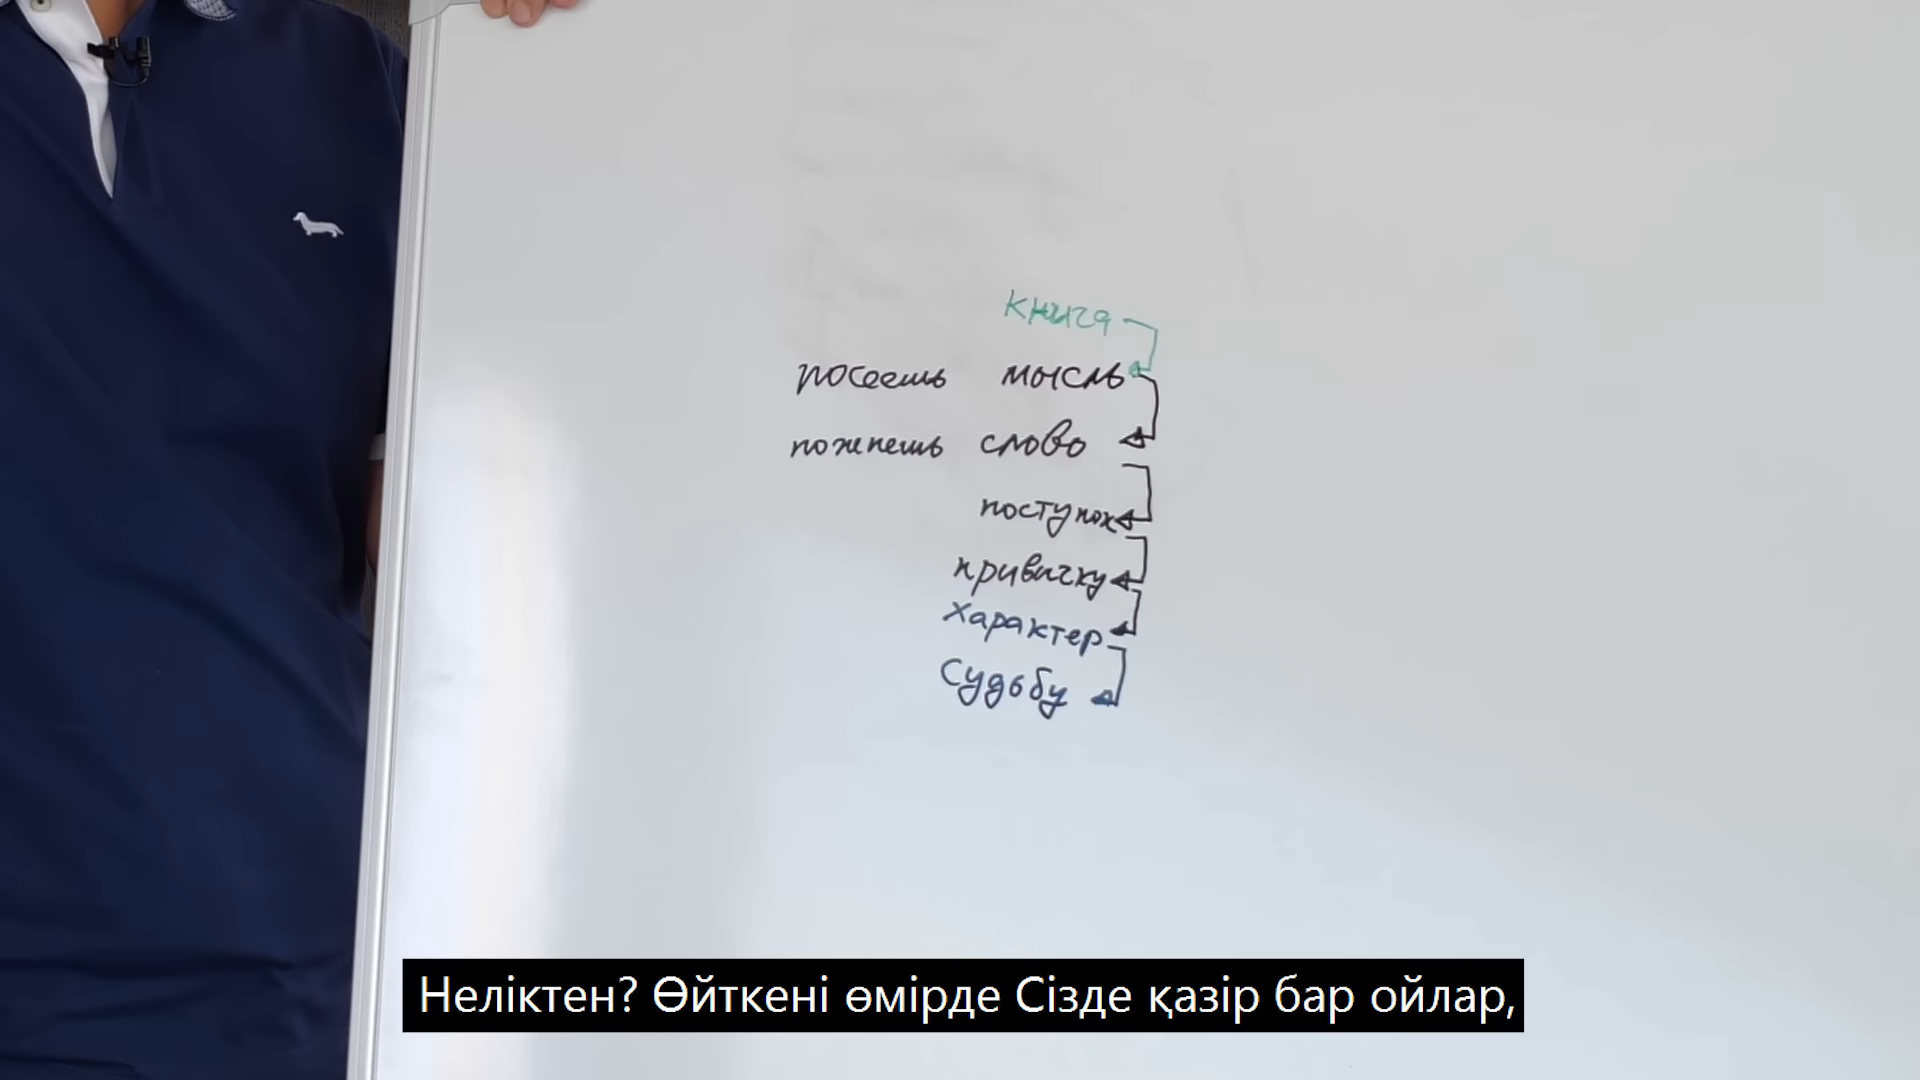 книга
посеешь мысль
пожнешь слово
поступок
привычку
характер
Судьбу
Неліктен? Өйткені өмірде Сізде қазір бар ойлар,